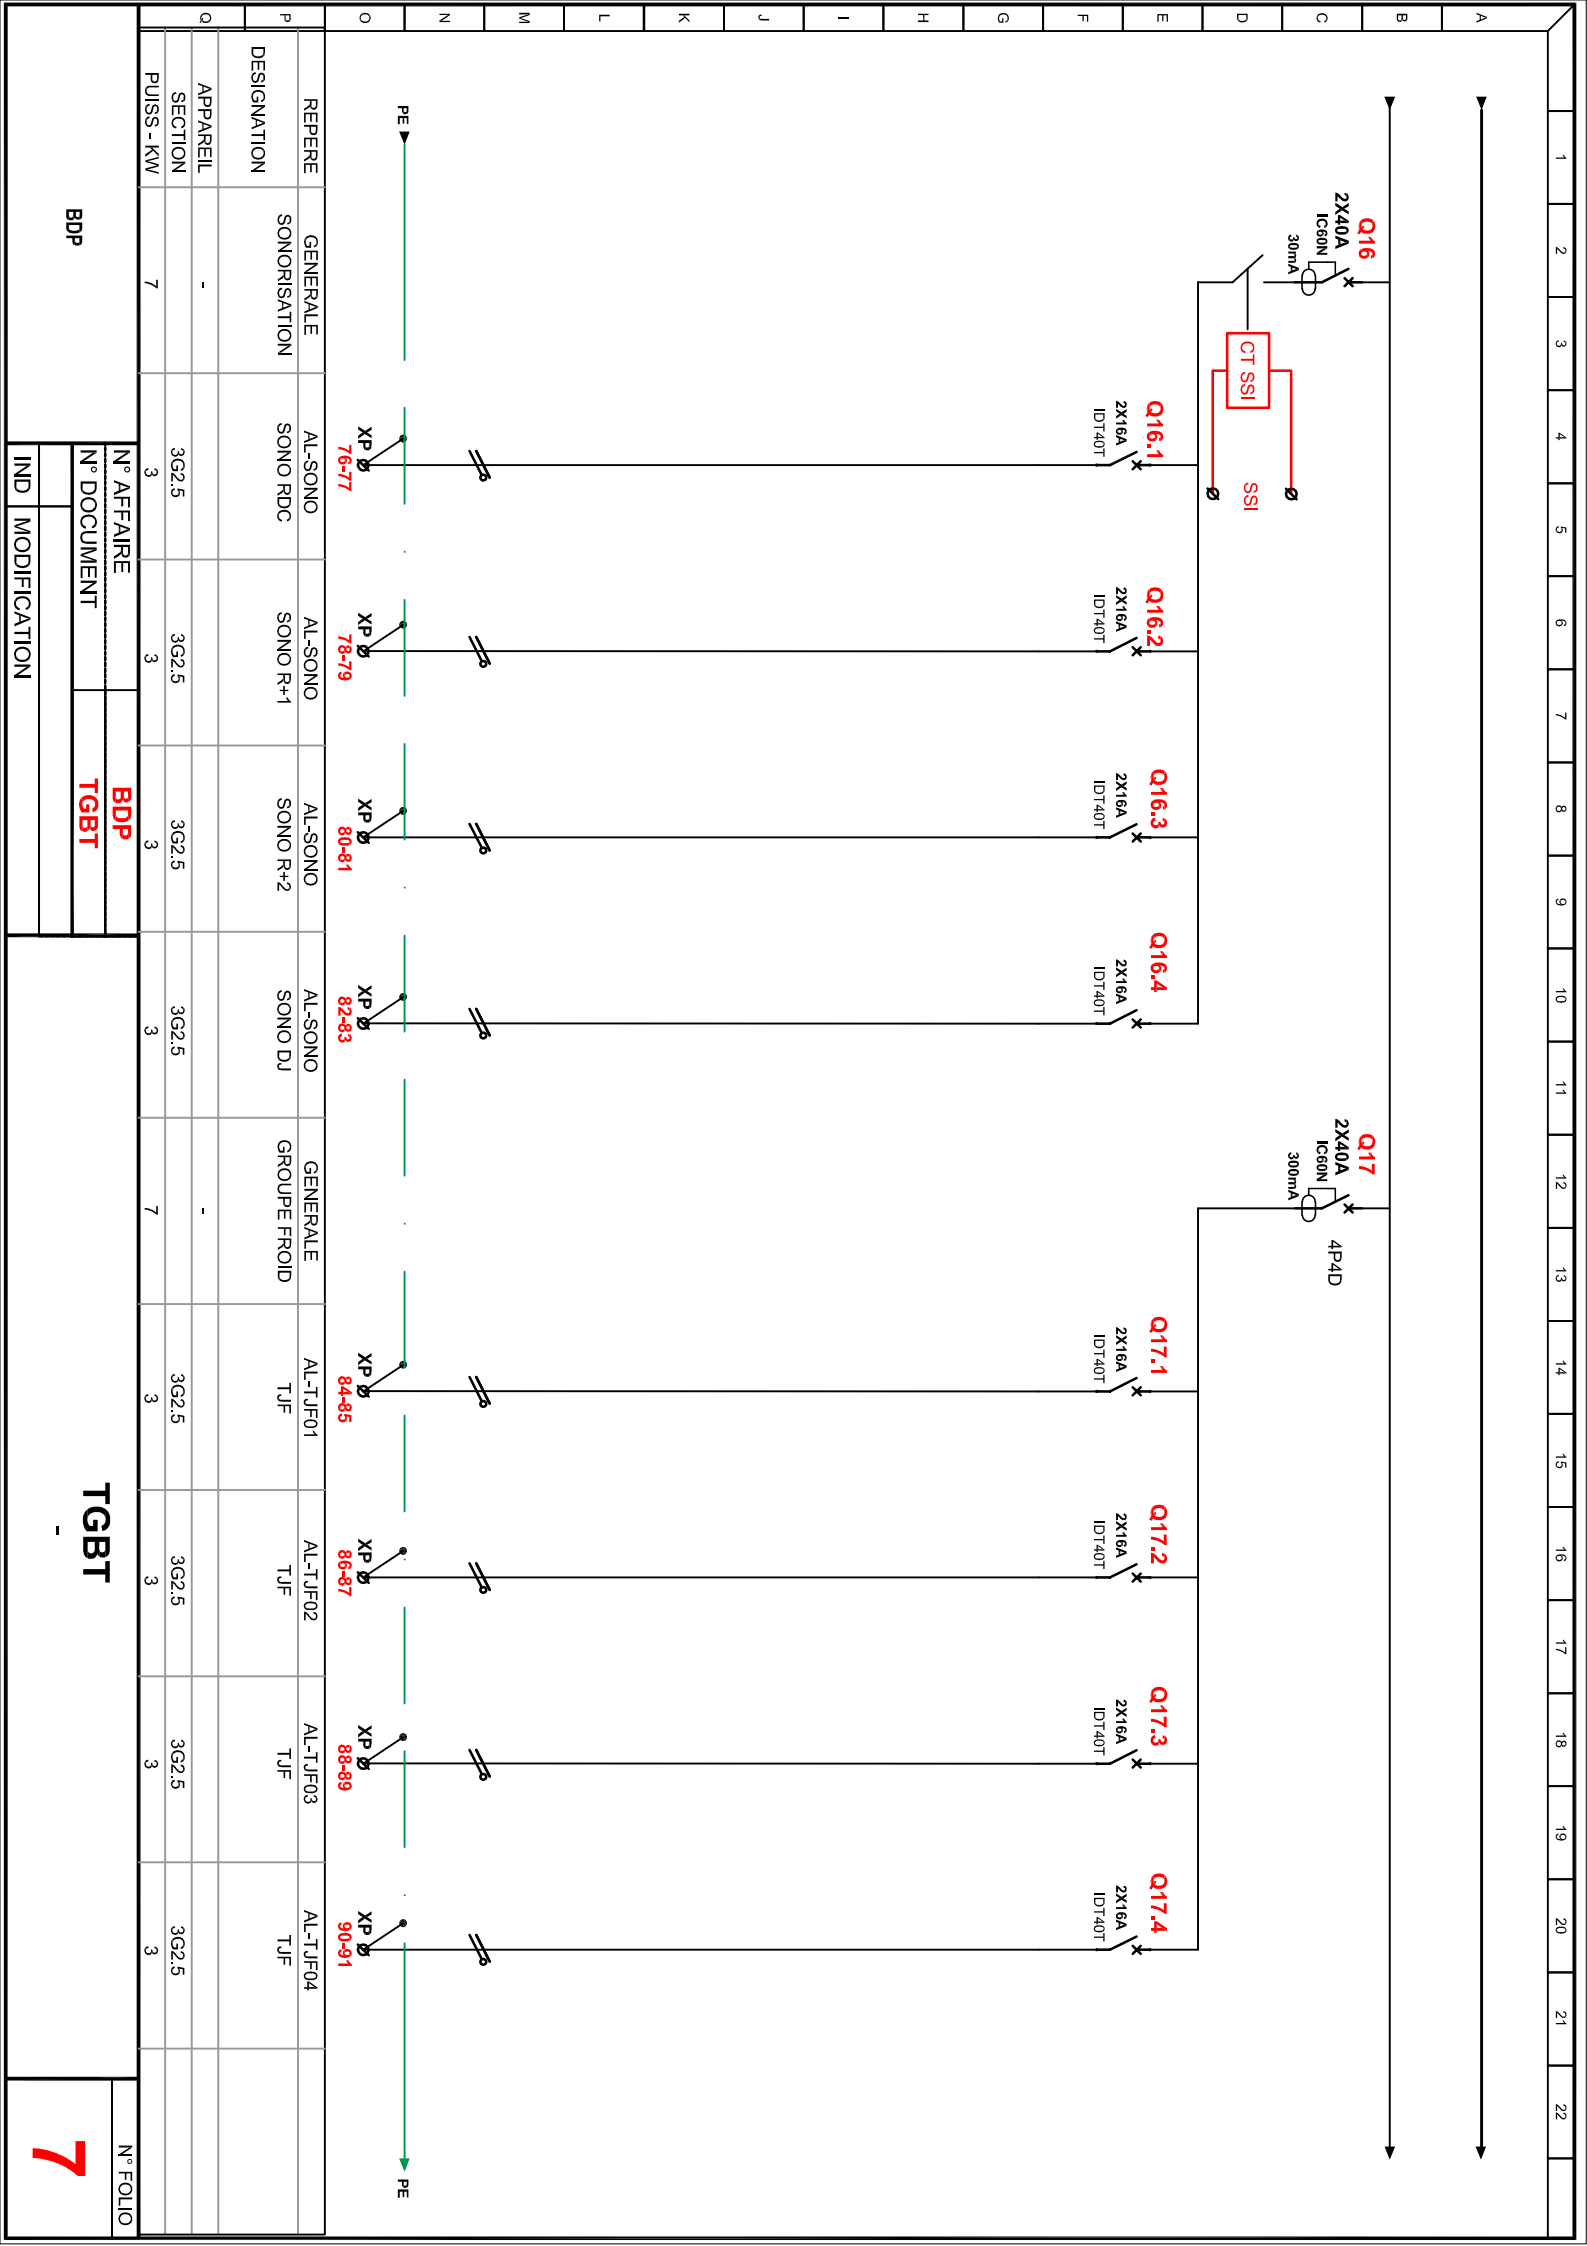 1 2 3 4 5 6 7 8 9 10 11 12 13 14 15 16 17 18 19 20 21 22
A
B
C
D
E
F
G
H
I
J
K
L
M
N
O
P
Q
Q16
2X40A
IC60N
30mA
CT SSI
SSI
Q17
2X40A
IC60N
300mA
4P4D
Q16.1
2X16A
IDT40T
Q16.2
2X16A
IDT40T
Q16.3
2X16A
IDT40T
Q16.4
2X16A
IDT40T
Q17.1
2X16A
IDT40T
Q17.2
2X16A
IDT40T
Q17.3
2X16A
IDT40T
Q17.4
2X16A
IDT40T
PE
PE
XP
76-77
XP
78-79
XP
80-81
XP
82-83
XP
84-85
XP
86-87
XP
88-89
XP
90-91
REPERE GENERALE AL-SONO AL-SONO AL-SONO AL-SONO GENERALE AL-TJF01 AL-TJF02 AL-TJF03 AL-TJF04
DESIGNATION SONORISATION SONO RDC SONO R+1 SONO R+2 SONO DJ GROUPE FROID TJF TJF TJF TJF
APPAREIL - -
SECTION 3G2.5 3G2.5 3G2.5 3G2.5 3G2.5 3G2.5 3G2.5 3G2.5
PUISS - KW 7 3 3 3 3 7 3 3 3 3
BDP
N° AFFAIRE BDP
N° DOCUMENT TGBT
IND MODIFICATION
TGBT
-
N° FOLIO
7